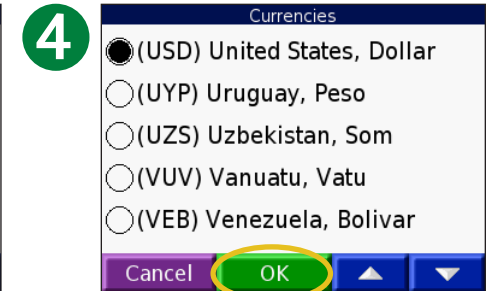 4
Currencies
(USD) United States, Dollar
(UYP) Uruguay, Peso
(UZS) Uzbekistan, Som
(VUV) Vanuatu, Vatu
(VEB) Venezuela, Bolivar
Cancel OK